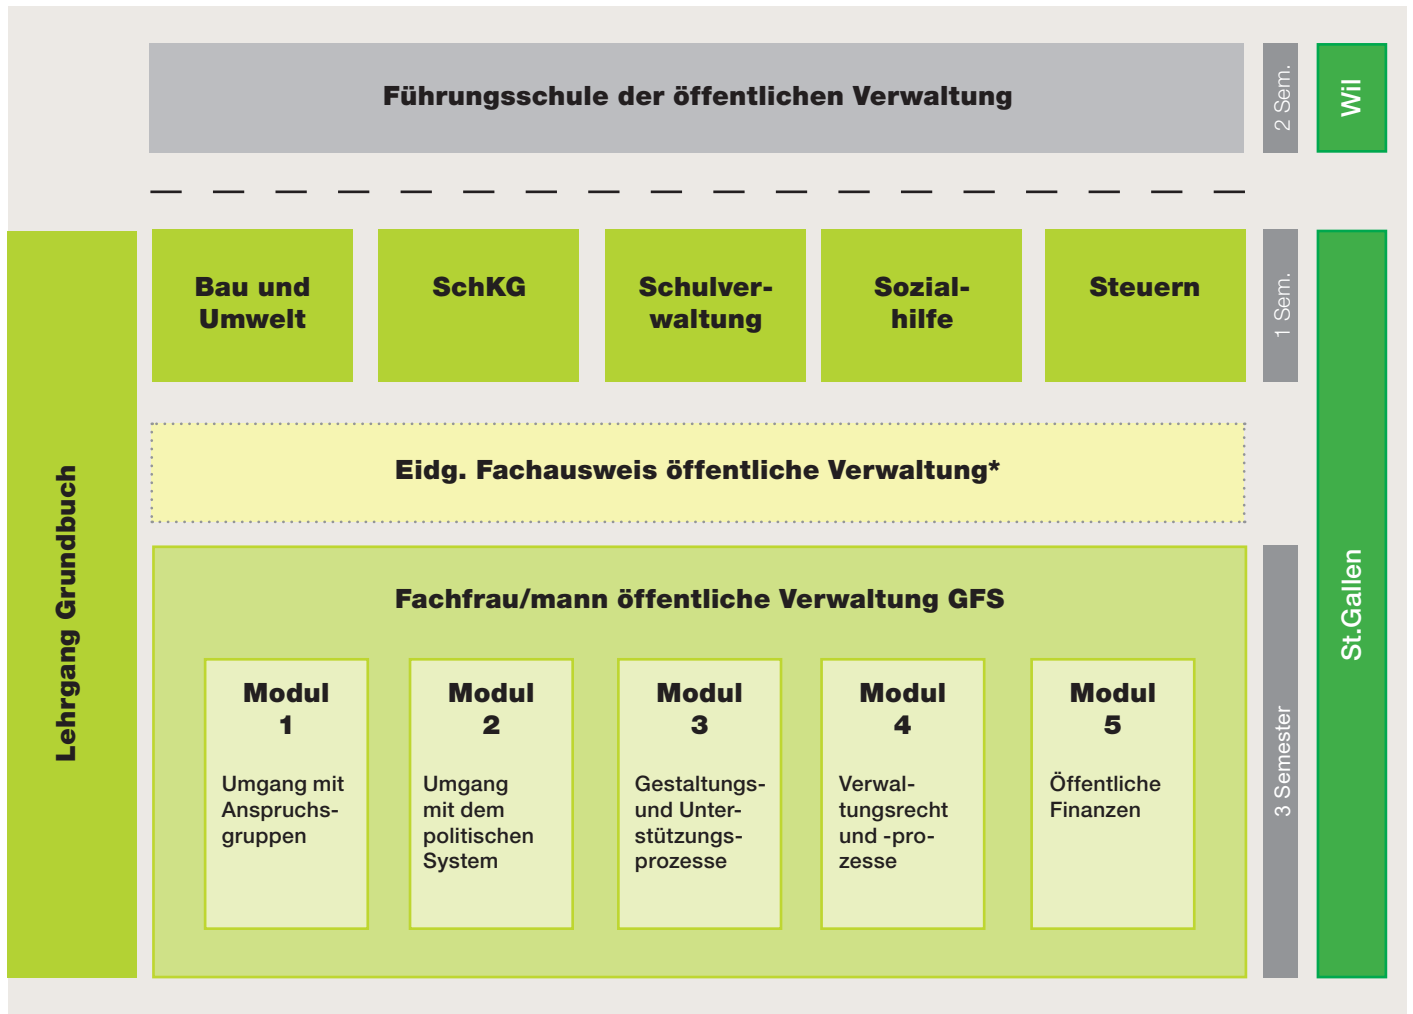 Führungsschule der öffentlichen Verwaltung
2 Sem.
Wil
Lehrgang Grundbuch
Bau und
Umwelt
SchKG
Schulver-
waltung
Sozial-
hilfe
Steuern
1 Sem.
St.Gallen
Eidg. Fachausweis öffentliche Verwaltung*
Fachfrau/mann öffentliche Verwaltung GFS
Modul
1
Umgang mit
Anspruchs-
gruppen
Modul
2
Umgang
mit dem
politischen
System
Modul
3
Gestaltungs-
und Unter-
stützungs-
prozesse
Modul
4
Verwal-
tungsrecht
und -pro-
zesse
Modul
5
Öffentliche
Finanzen
3 Semester